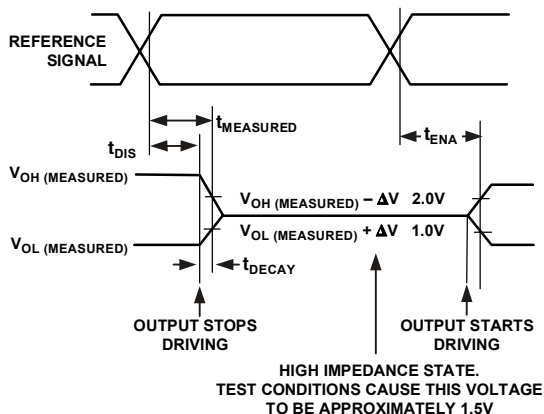 REFERENCE
SIGNAL
tMEASURED
tDIS
tENA
VOH (MEASURED)
VOH (MEASURED) – ΔV 2.0V
VOL (MEASURED)
VOL (MEASURED) + ΔV 1.0V
tDECAY
OUTPUT STOPS
DRIVING
OUTPUT STARTS
DRIVING
HIGH IMPEDANCE STATE.
TEST CONDITIONS CAUSE THIS VOLTAGE
TO BE APPROXIMATELY 1.5V